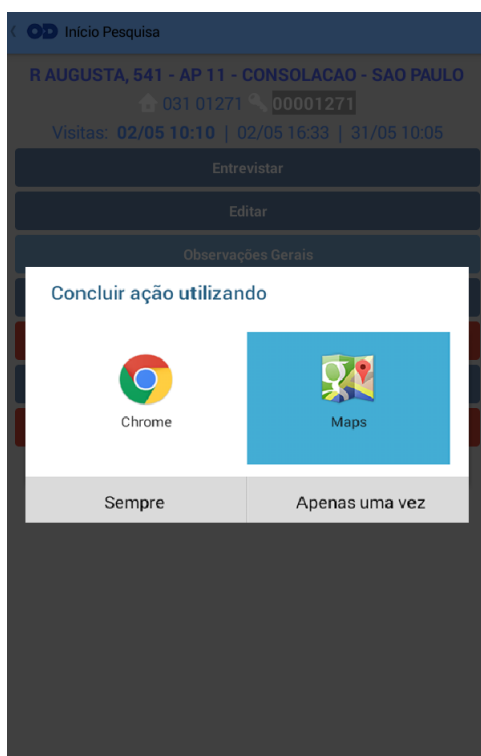 OD Início Pesquisa
R AUGUSTA, 541 - AP 11 - CONSOLACAO - SAO PAULO
031 01271 00001271
Visitas: 02/05 10:10 | 02/05 16:33 | 31/05 10:05
Entrevistar
Editar
Observações Gerais
Concluir ação utilizando
Chrome Maps
Sempre Apenas uma vez